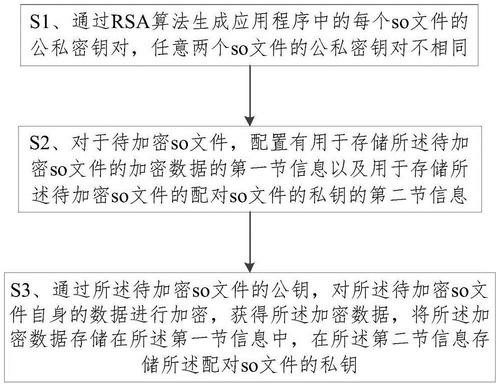 S1、通过RSA算法生成应用程序中的每个so文件的
公私密钥对，任意两个so文件的公私密钥对不相同
S2、对于待加密so文件，配置有用于存储所述待加
密so文件的加密数据的第一节信息以及用于存储所
述待加密so文件的配对so文件的私钥的第二节信息
S3、通过所述待加密so文件的公钥，对所述待加密so文
件自身的数据进行加密，获得所述加密数据，将所述加
密数据存储在所述第一节信息中，在所述第二节信息存
储所述配对so文件的私钥